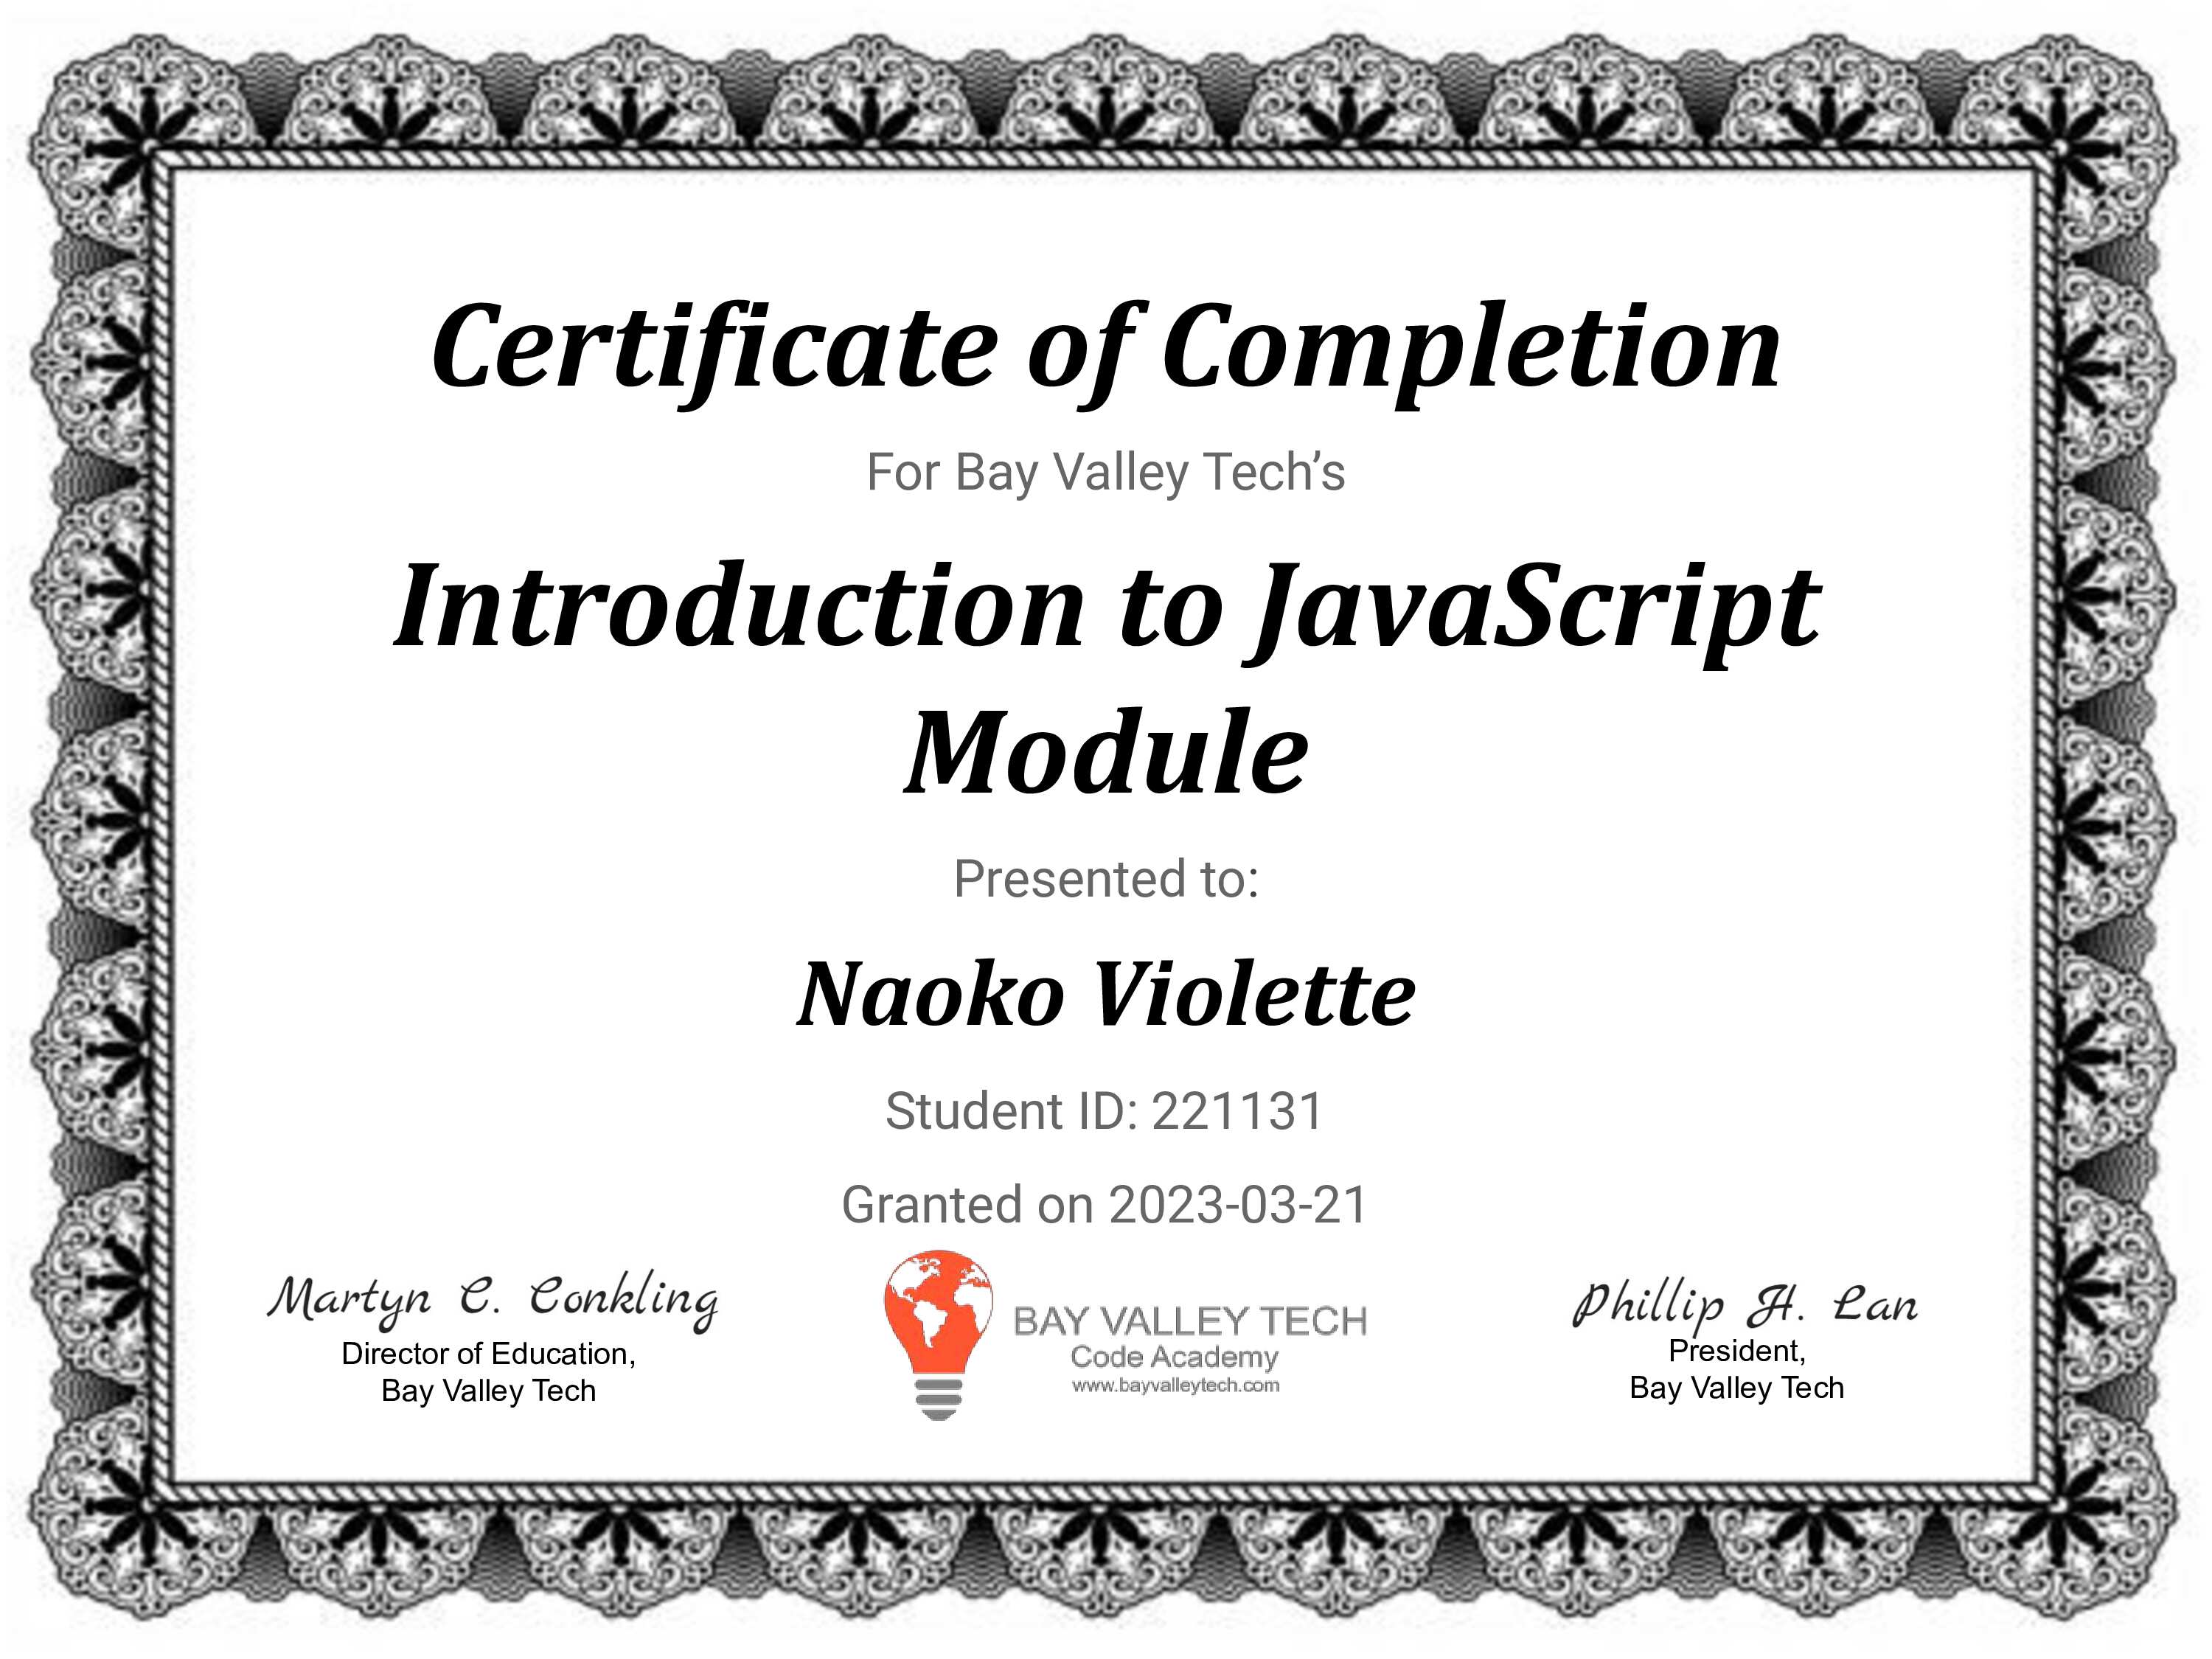 Certificate of Completion
For Bay Valley Tech’s
Introduction to JavaScript
Module
Presented to:
Naoko Violette
Student ID: 221131
Granted on 2023-03-21
Martyn C. Conkling
Director of Education,
Bay Valley Tech
BAY VALLEY TECH
Code Academy
www.bayvalleytech.com
Phillip H. Lan
President,
Bay Valley Tech